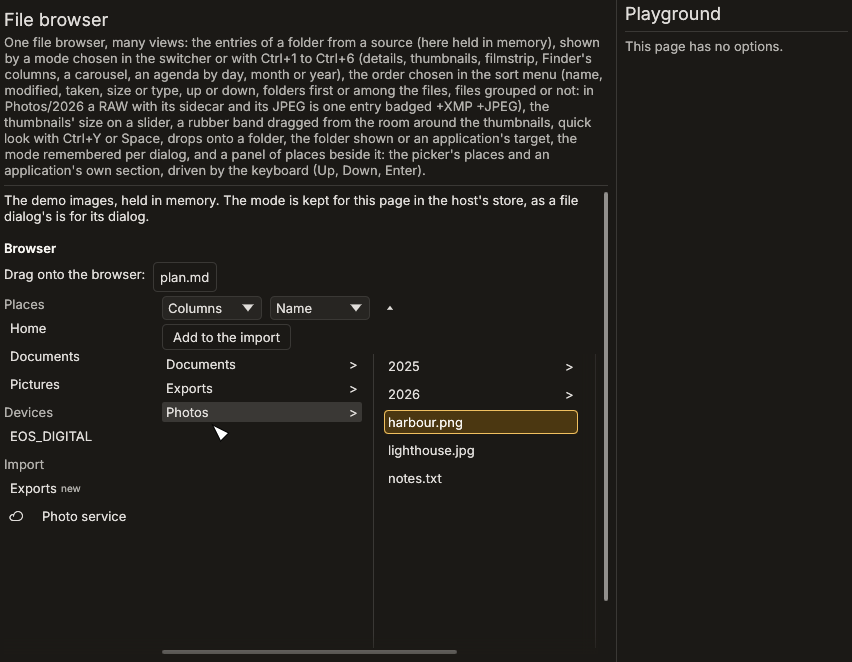 File browser
One file browser, many views: the entries of a folder from a source (here held in memory), shown
by a mode chosen in the switcher or with Ctrl+1 to Ctrl+6 (details, thumbnails, filmstrip, Finder's
columns, a carousel, an agenda by day, month or year), the order chosen in the sort menu (name,
modified, taken, size or type, up or down, folders first or among the files, files grouped or not: in
Photos/2026 a RAW with its sidecar and its JPEG is one entry badged +XMP +JPEG), the
thumbnails' size on a slider, a rubber band dragged from the room around the thumbnails, quick
look with Ctrl+Y or Space, drops onto a folder, the folder shown or an application's target, the
mode remembered per dialog, and a panel of places beside it: the picker's places and an
application's own section, driven by the keyboard (Up, Down, Enter).
The demo images, held in memory. The mode is kept for this page in the host's store, as a file
dialog's is for its dialog.
Browser
Drag onto the browser: plan.md
Places
Home
Documents
Pictures
Devices
EOS_DIGITAL
Import
Exports new
Photo service
Columns Name
Add to the import
Documents >
Exports >
Photos >
2025 >
2026 >
harbour.png
lighthouse.jpg
notes.txt
Playground
This page has no options.